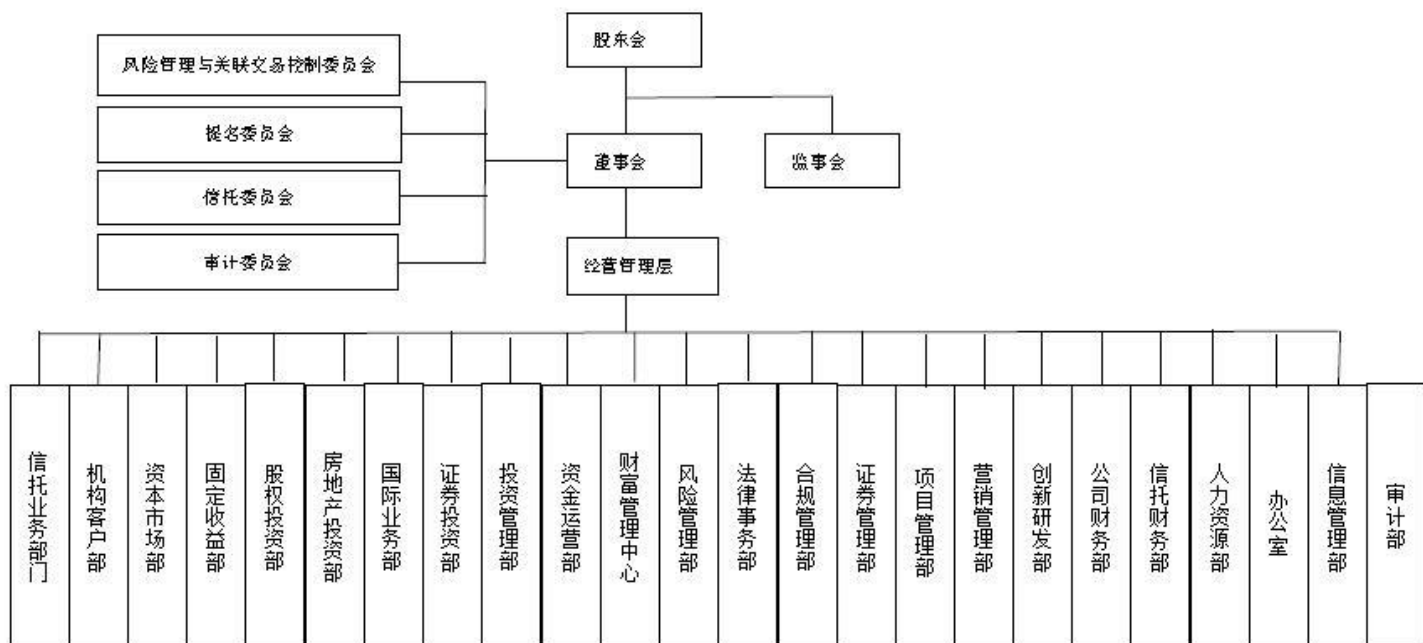 股东会
风险管理与关联交易控制委员会
提名委员会
董事会
监事会
信托委员会
审计委员会
经营管理层
信托业务部门
机构客户部
资本市场部
固定收益部
股权投资部
房地产投资部
国际业务部
证券投资部
投资管理部
资金运营部
财富管理中心
风险管理部
法律事务部
合规管理部
证券管理部
项目管理部
营销管理部
创新研发部
公司财务部
信托财务部
人力资源部
办公室
信息管理部
审计部